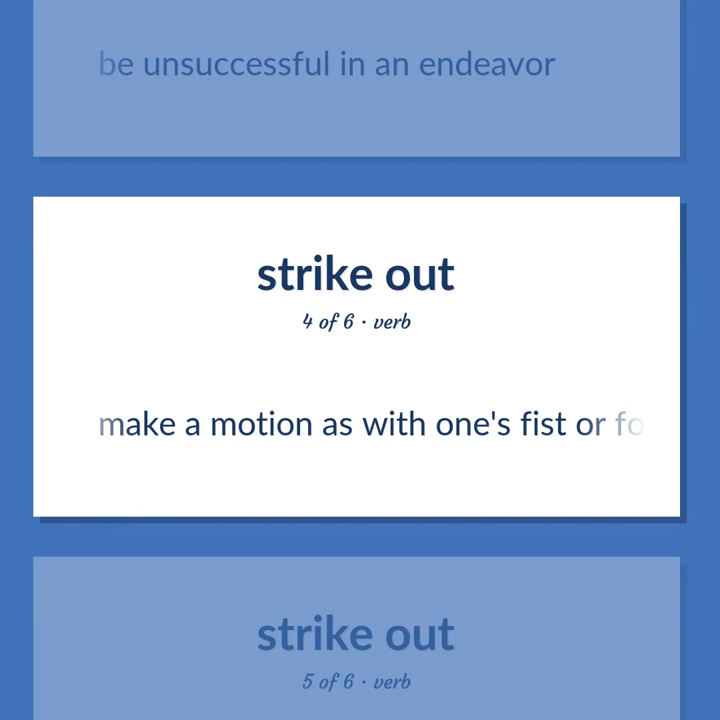 be unsuccessful in an endeavor
strike out
4 of 6 · verb
make a motion as with one's fist or fo
strike out
5 of 6 · verb